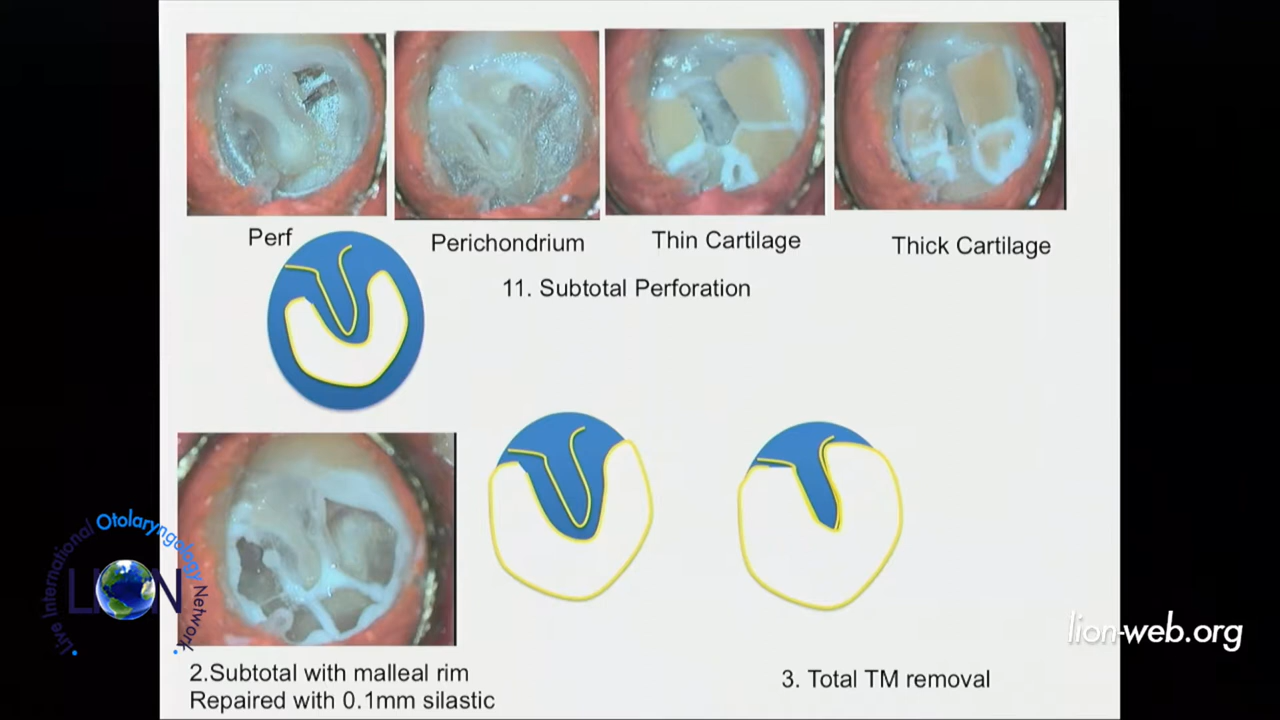 Perf
Perichondrium
Thin Cartilage
Thick Cartilage
11. Subtotal Perforation
Live International Otolaryngology Network
LION
lion-web.org
2.Subtotal with malleal rim
Repaired with 0.1mm silastic
3. Total TM removal